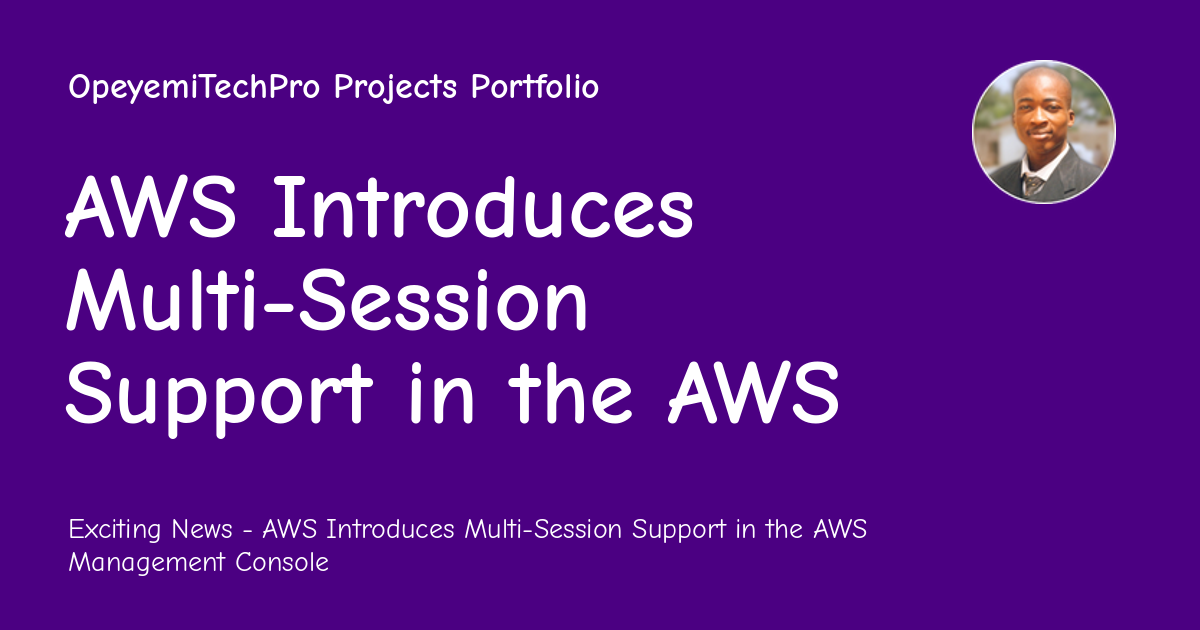 OpeyemiTechPro Projects Portfolio
AWS Introduces
Multi-Session
Support in the AWS
Exciting News - AWS Introduces Multi-Session Support in the AWS
Management Console